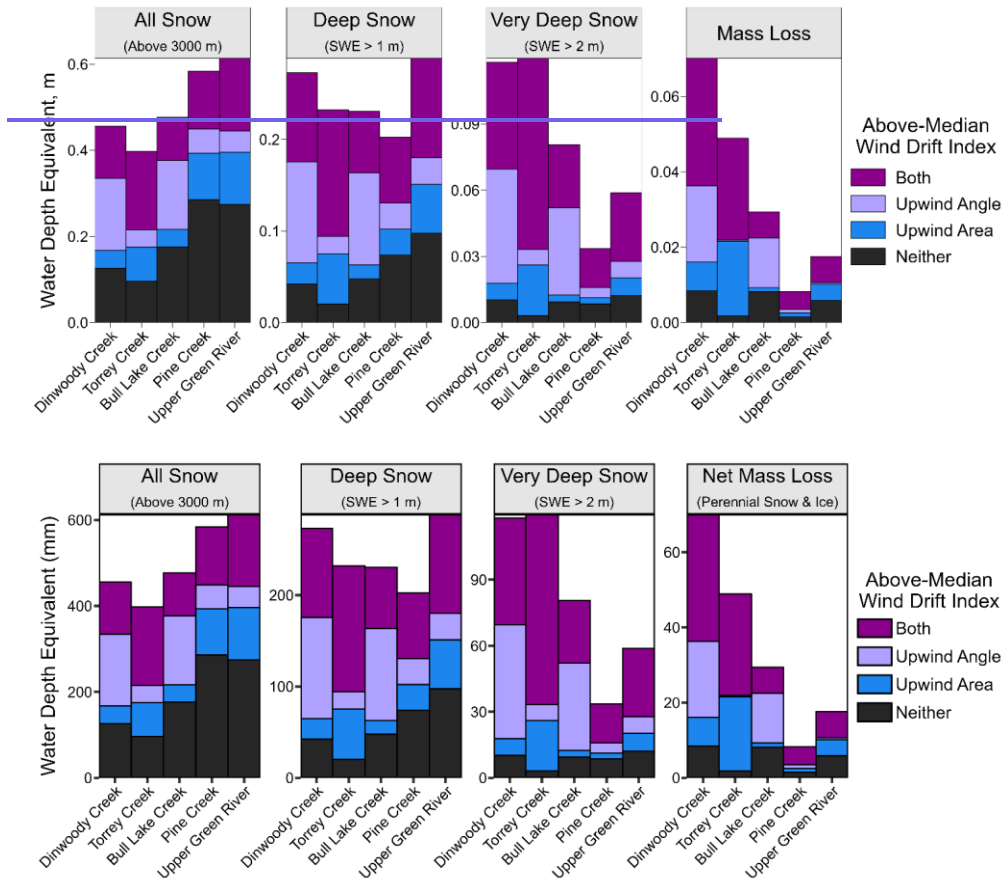 All Snow
(Above 3000 m)
Deep Snow
(SWE > 1 m)
Very Deep Snow
(SWE > 2 m)
Mass Loss
Water Depth Equivalent, m
0.6
0.4
0.2
0.0
0.2
0.1
0.0
0.09
0.06
0.03
0.00
0.06
0.04
0.02
0.00
Dinwoody Creek
Torrey Creek
Bull Lake Creek
Pine Creek
Upper Green River
Dinwoody Creek
Torrey Creek
Bull Lake Creek
Pine Creek
Upper Green River
Dinwoody Creek
Torrey Creek
Bull Lake Creek
Pine Creek
Upper Green River
Dinwoody Creek
Torrey Creek
Bull Lake Creek
Pine Creek
Upper Green River
Above-Median
Wind Drift Index
Both
Upwind Angle
Upwind Area
Neither
All Snow
(Above 3000 m)
Deep Snow
(SWE > 1 m)
Very Deep Snow
(SWE > 2 m)
Net Mass Loss
(Perennial Snow & Ice)
Water Depth Equivalent (mm)
600
400
200
0
200
100
0
90
60
30
0
60
40
20
0
Dinwoody Creek
Torrey Creek
Bull Lake Creek
Pine Creek
Upper Green River
Dinwoody Creek
Torrey Creek
Bull Lake Creek
Pine Creek
Upper Green River
Dinwoody Creek
Torrey Creek
Bull Lake Creek
Pine Creek
Upper Green River
Dinwoody Creek
Torrey Creek
Bull Lake Creek
Pine Creek
Upper Green River
Above-Median
Wind Drift Index
Both
Upwind Angle
Upwind Area
Neither